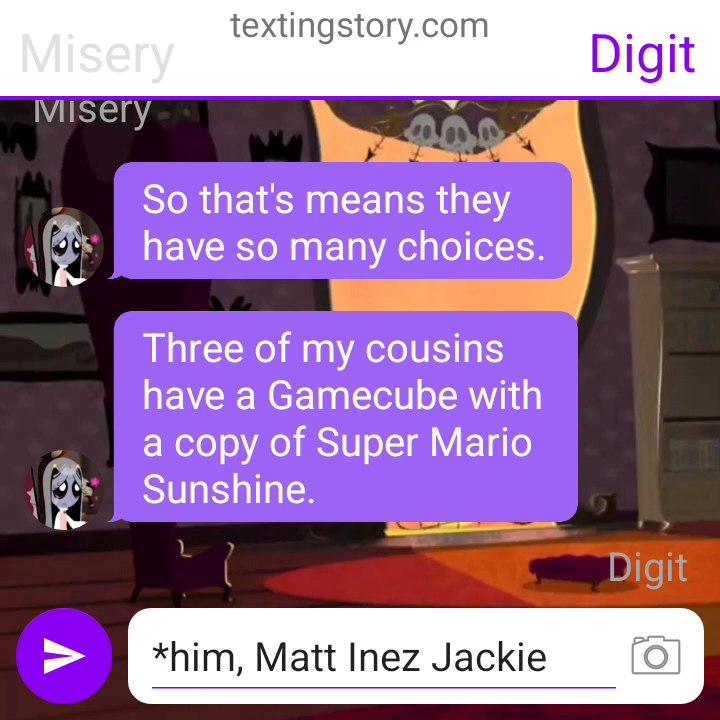 textingstory.com
Misery
Digit
Misery
So that's means they
have so many choices.
Three of my cousins
have a Gamecube with
a copy of Super Mario
Sunshine.
Digit
*him, Matt Inez Jackie